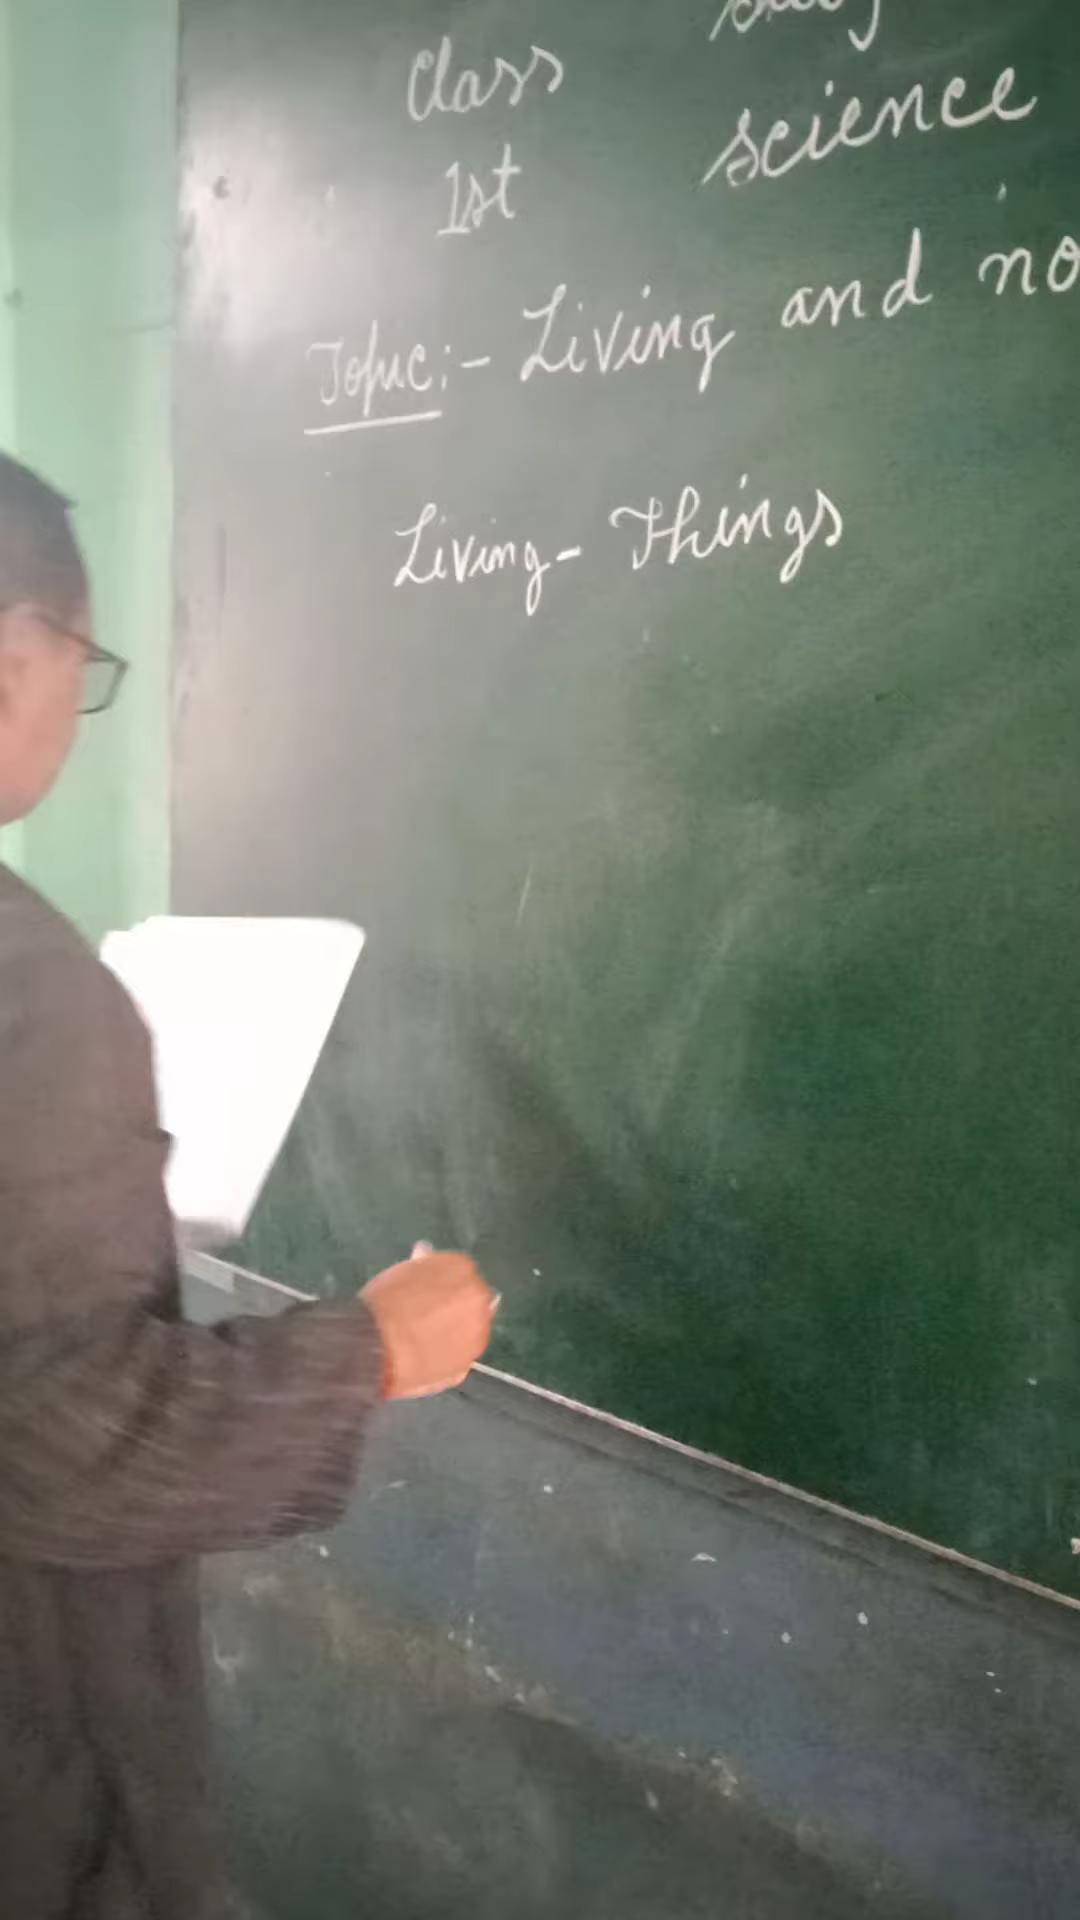 Class
1st
science
Topic:- Living and no
Living- Things